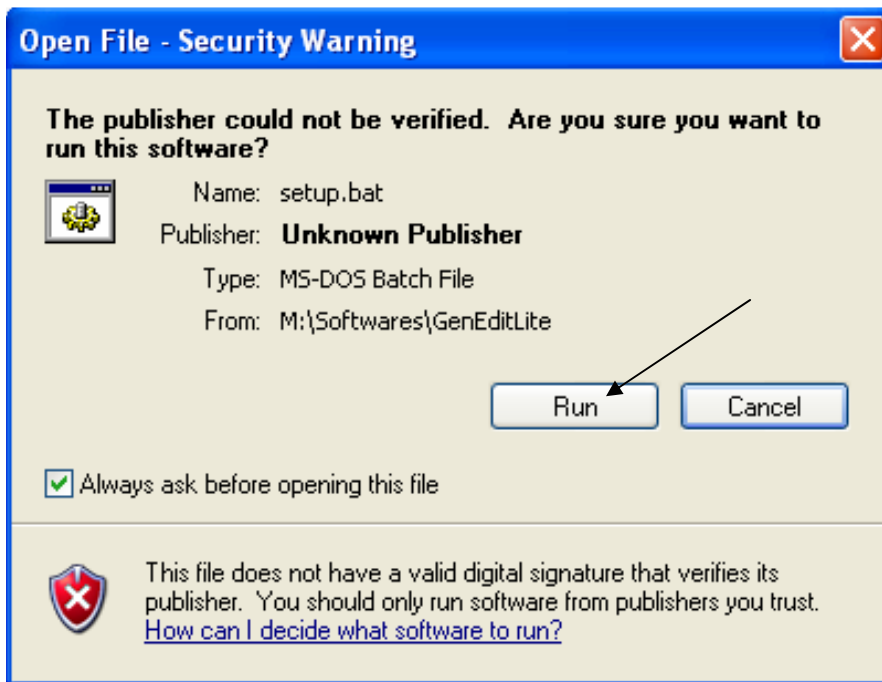 Open File - Security Warning
The publisher could not be verified.  Are you sure you want to
run this software?
Name: setup.bat
Publisher: Unknown Publisher
Type: MS-DOS Batch File
From: M:\Softwares\GenEditLite
Run Cancel
Always ask before opening this file
This file does not have a valid digital signature that verifies its
publisher.  You should only run software from publishers you trust.
How can I decide what software to run?